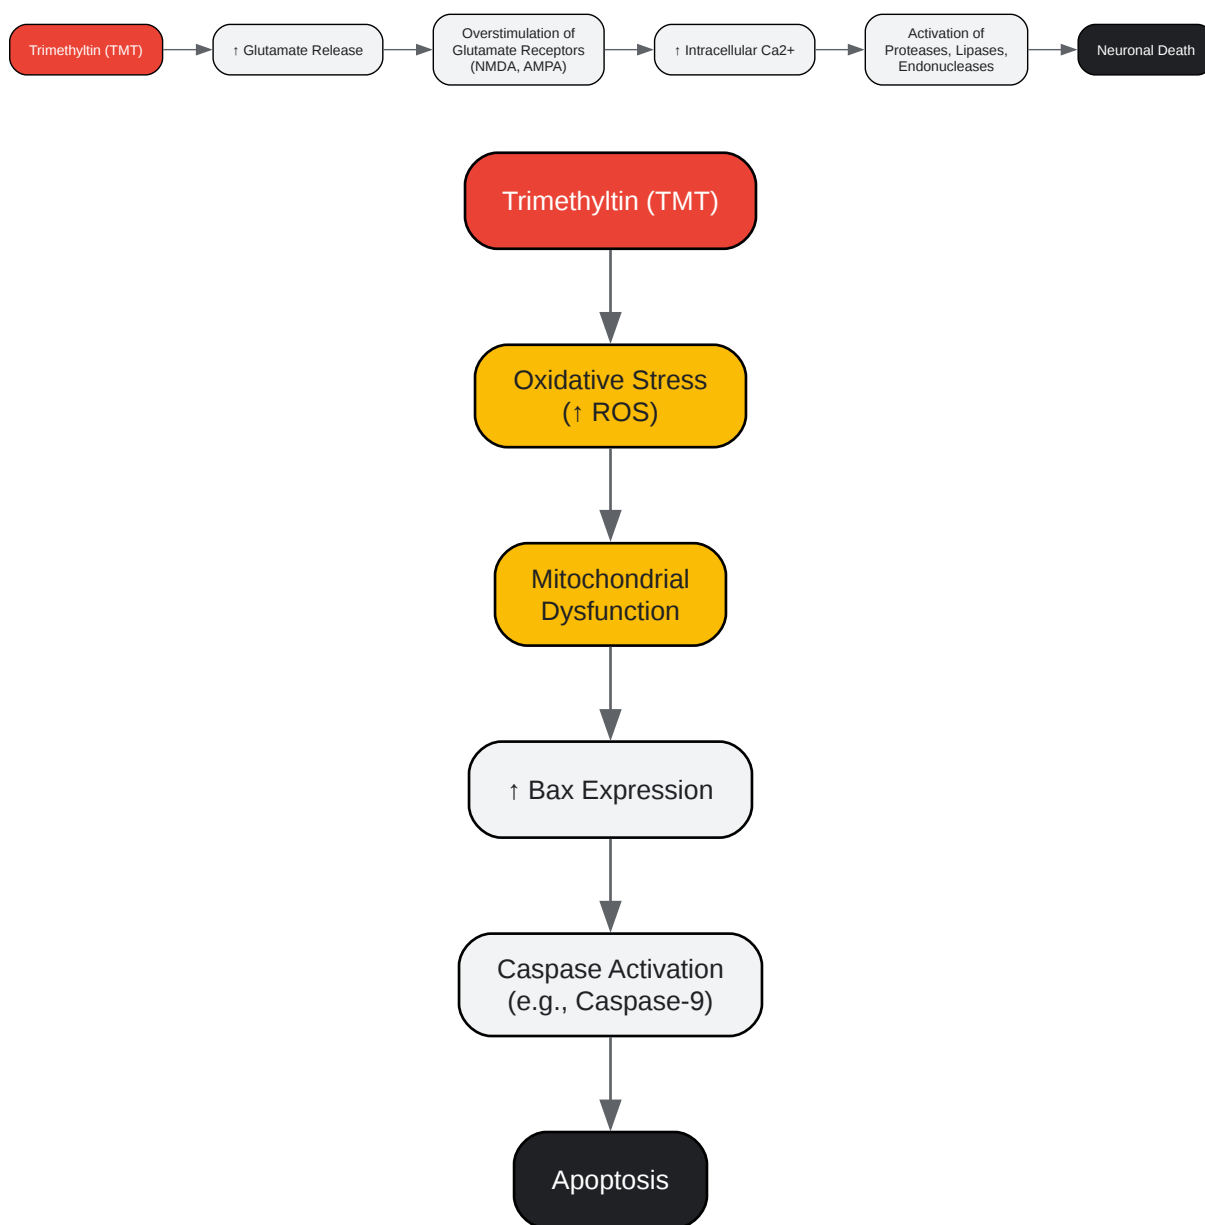 Trimethyltin (TMT)
↑ Glutamate Release
Overstimulation of
Glutamate Receptors
(NMDA, AMPA)
↑ Intracellular Ca2+
Activation of
Proteases, Lipases,
Endonucleases
Neuronal Death
Trimethyltin (TMT)
Oxidative Stress
(↑ ROS)
Mitochondrial
Dysfunction
↑ Bax Expression
Caspase Activation
(e.g., Caspase-9)
Apoptosis